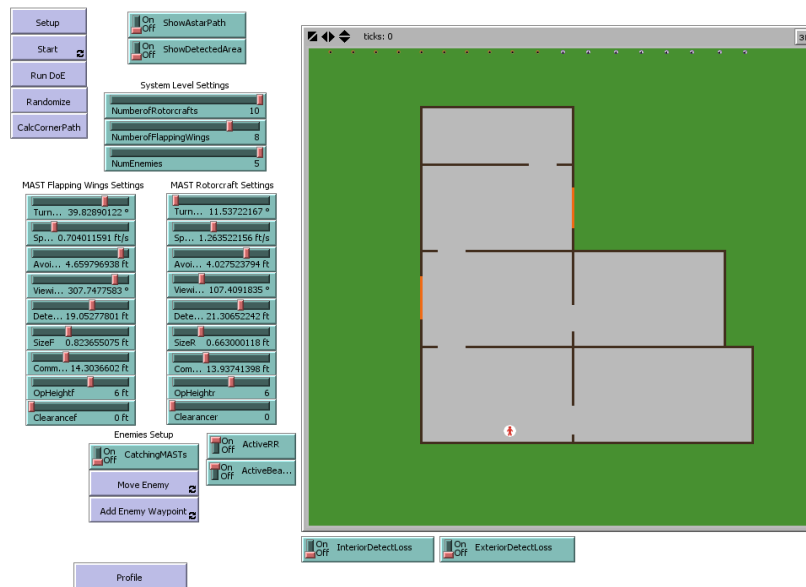 Setup
Start
Run DoE
Randomize
CalcCornerPath
On
Off ShowAstarPath
On
Off ShowDetectedArea
System Level Settings
NumberofRotorcrafts 10
NumberofFlappingWings 8
NumEnemies 5
MAST Flapping Wings Settings
Turn... 39.82890122 °
Sp... 0.704011591 ft/s
Avoi... 4.659796938 ft
Viewi... 307.7477583 °
Dete... 19.05277801 ft
SizeF 0.823655075 ft
Comm... 14.3036602 ft
OpHeightf 6 ft
Clearancef 0 ft
MAST Rotorcraft Settings
Turn... 11.53722167 °
Sp... 1.263522156 ft/s
Avoi... 4.027523794 ft
Viewi... 107.4091835 °
Dete... 21.30652242 ft
SizeR 0.663000118 ft
Com... 13.93741398 ft
OpHeightr 6
Clearancer 0
Enemies Setup
On
Off CatchingMASTs
Move Enemy
Add Enemy Waypoint
On
Off ActiveRR
On
Off ActiveBea...
Profile
ticks: 0
On
Off InteriorDetectLoss
On
Off ExteriorDetectLoss